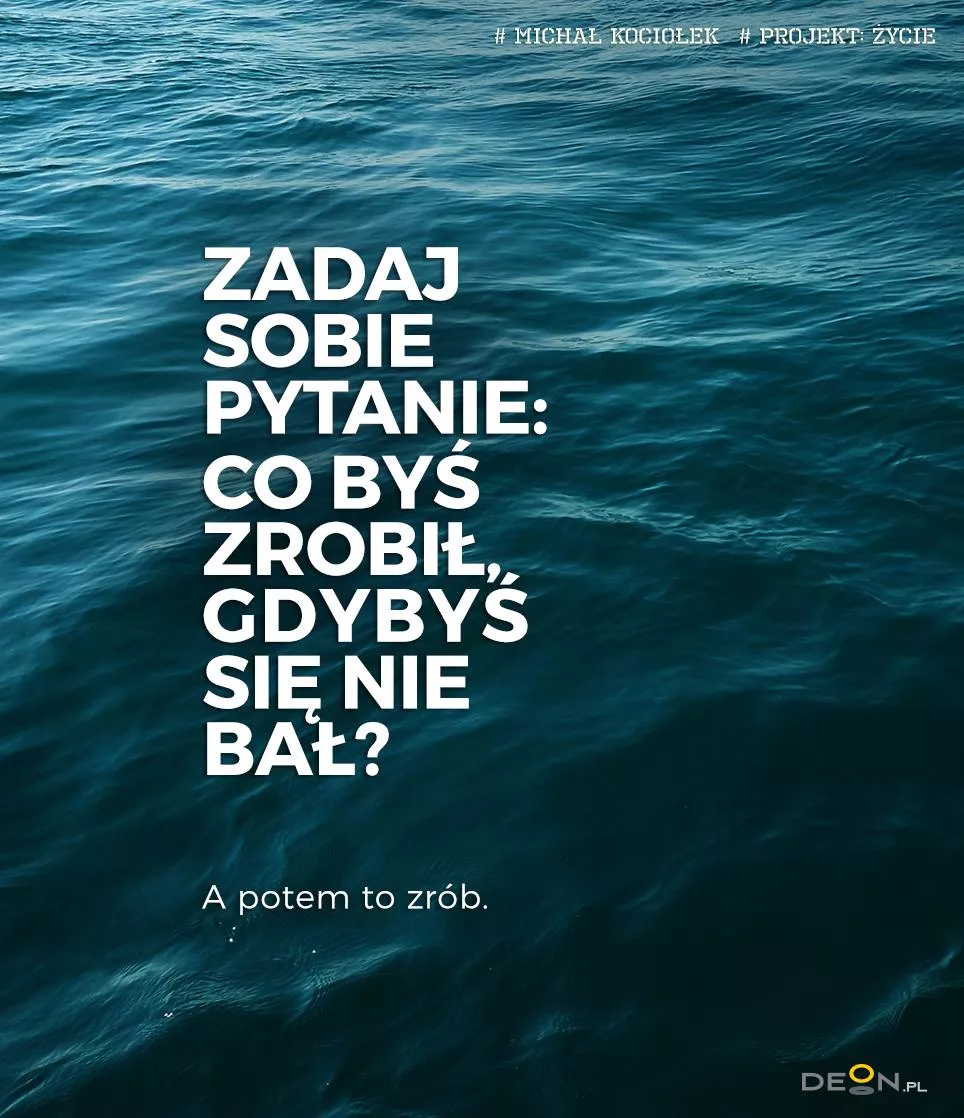 # MICHAŁ KOCIOŁEK # PROJEKT: ŻYCIE
ZADAJ
SOBIE
PYTANIE:
CO BYŚ
ZROBIŁ,
GDYBYŚ
SIĘ NIE
BAŁ?
A potem to zrób.
DEON.PL